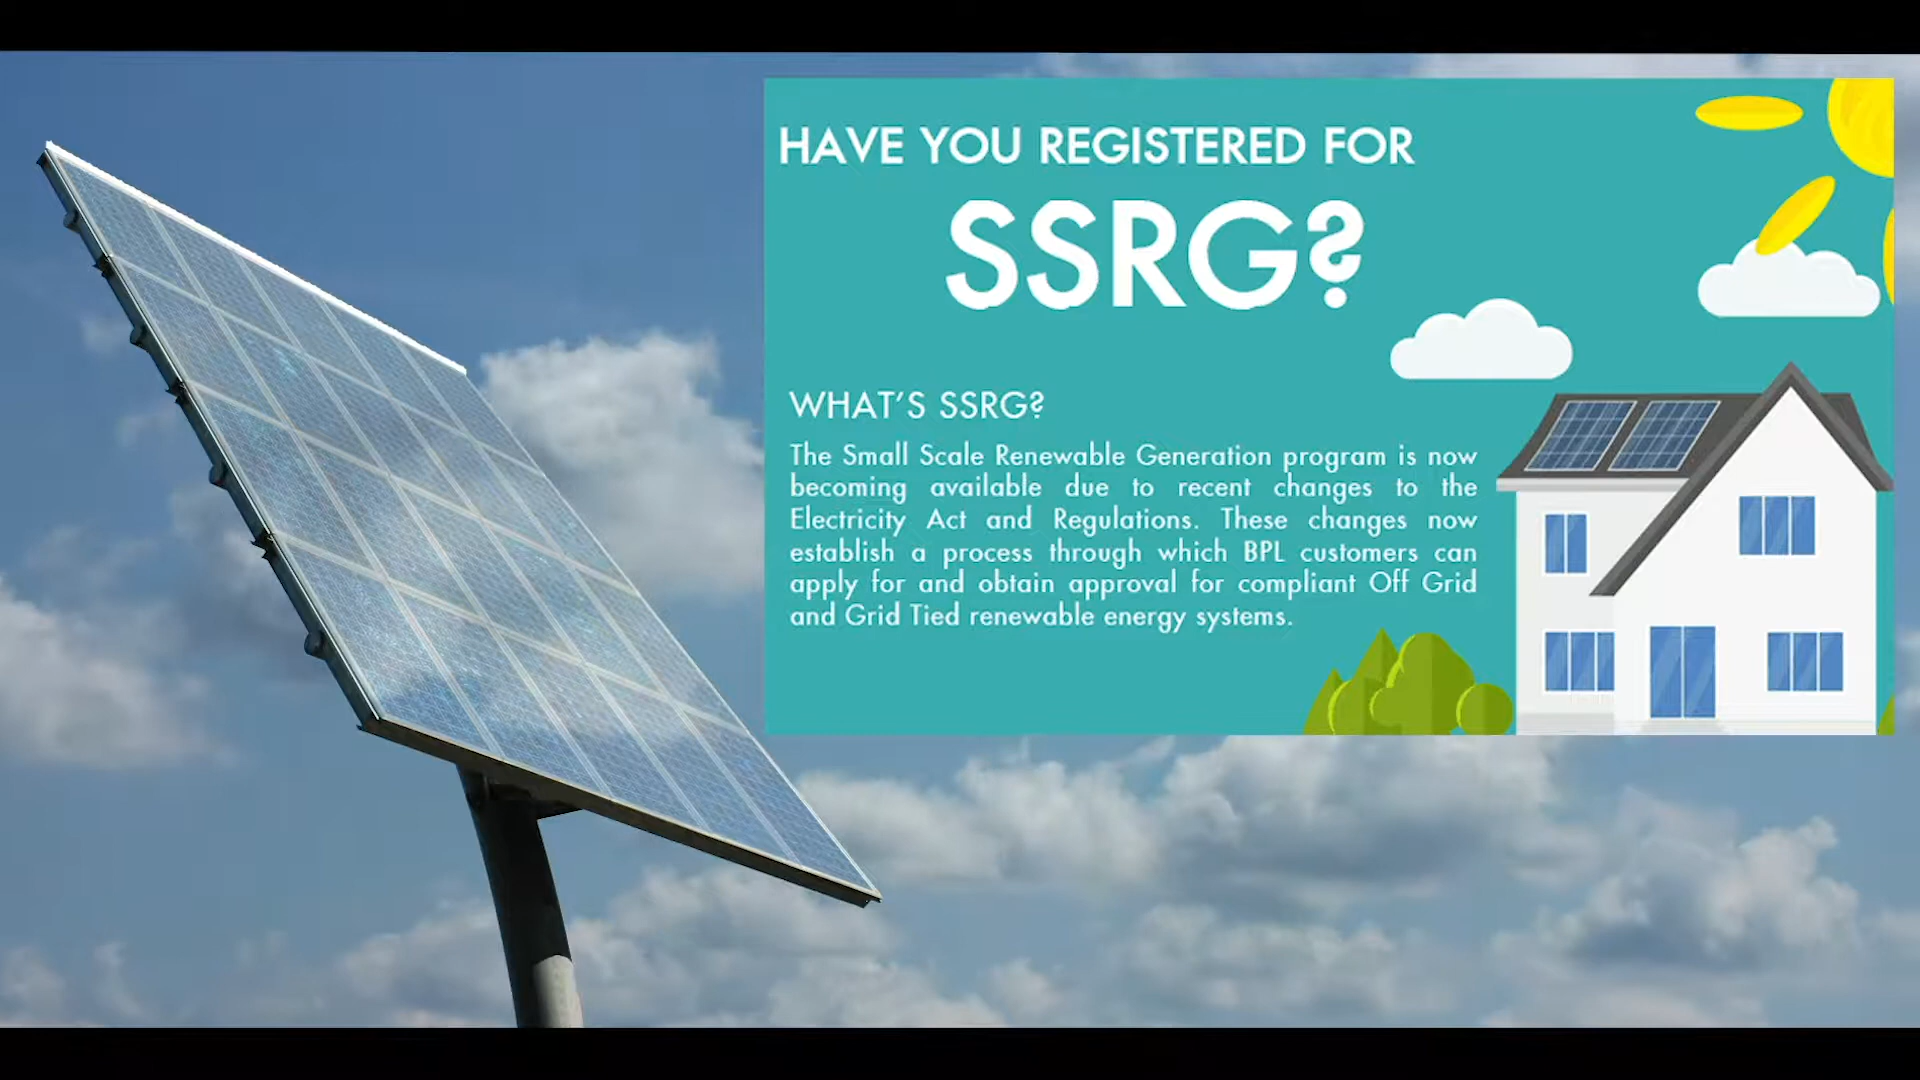 HAVE YOU REGISTERED FOR
SSRG?
WHAT'S SSRG?
The Small Scale Renewable Generation program is now
becoming available due to recent changes to the
Electricity Act and Regulations. These changes now
establish a process through which BPL customers can
apply for and obtain approval for compliant Off Grid
and Grid Tied renewable energy systems.